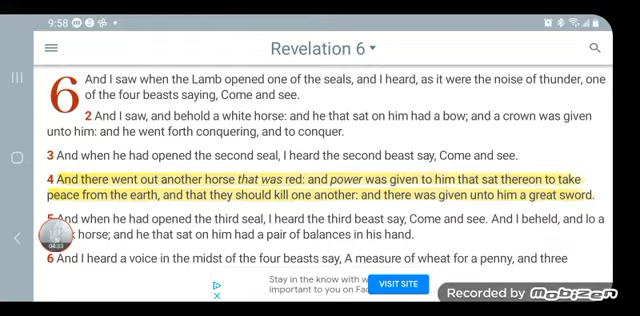 9:58
Revelation 6
6 And I saw when the Lamb opened one of the seals, and I heard, as it were the noise of thunder, one
of the four beasts saying, Come and see.
2 And I saw, and behold a white horse: and he that sat on him had a bow; and a crown was given
unto him: and he went forth conquering, and to conquer.
3 And when he had opened the second seal, I heard the second beast say, Come and see.
4 And there went out another horse that was red: and power was given to him that sat thereon to take
peace from the earth, and that they should kill one another: and there was given unto him a great sword.
5 And when he had opened the third seal, I heard the third beast say, Come and see. And I beheld, and lo a
horse; and he that sat on him had a pair of balances in his hand.
04:33
6 And I heard a voice in the midst of the four beasts say, A measure of wheat for a penny, and three
Stay in the know with
important to you on
VISIT SITE
Recorded by Mobizen